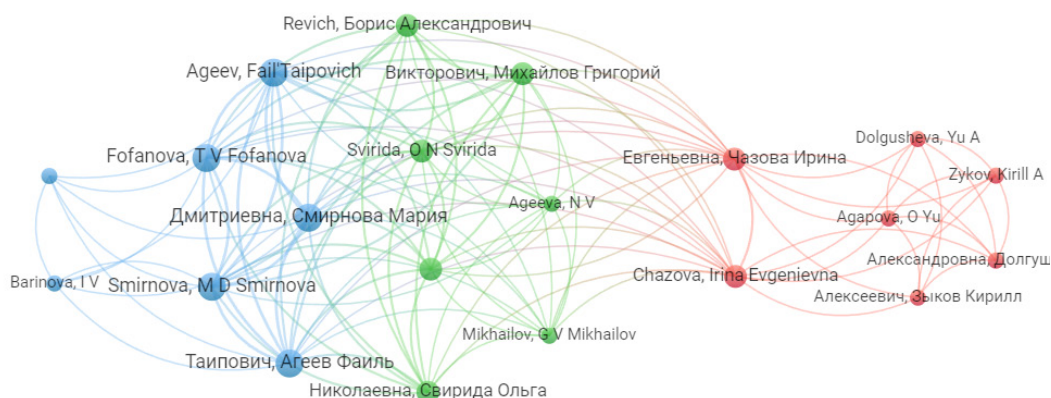 Revich, Борис Александрович
Ageev, Fail'Taipovich
Викторович, Михайлов Григорий
Fofanova, T V Fofanova
Svirida, O N Svirida
Евгеньевна, Чазова Ирина
Dolgusheva, Yu A
Zykov, Kirill A
Дмитриевна, Смирнова Мария
Ageeva, N V
Agapova, O Yu
Barinova, I V
Smirnova, M D Smirnova
Chazova, Irina Evgenievna
Александровна, Долгуш
Алексеевич, Зыков Кирилл
Mikhailov, G V Mikhailov
Таипович, Агеев Фаиль
Николаевна, Свирида Ольга